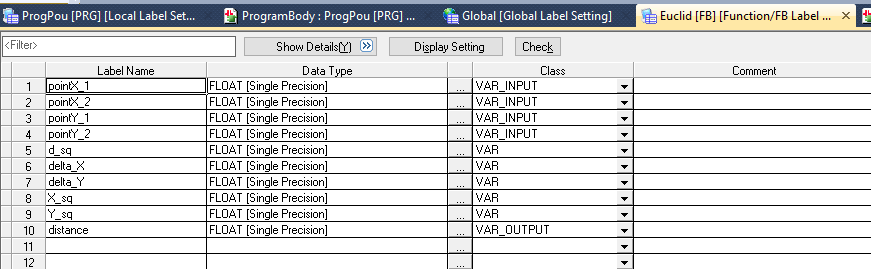 ProgPou [PRG] [Local Label Set... ProgramBody : ProgPou [PRG] ... Global [Global Label Setting] Euclid [FB] [Function/FB Label ...
<Filter> Show Details(Y) Display Setting Check
Label Name Data Type Class Comment
1 pointX_1 FLOAT [Single Precision] ... VAR_INPUT
2 pointX_2 FLOAT [Single Precision] ... VAR_INPUT
3 pointY_1 FLOAT [Single Precision] ... VAR_INPUT
4 pointY_2 FLOAT [Single Precision] ... VAR_INPUT
5 d_sq FLOAT [Single Precision] ... VAR
6 delta_X FLOAT [Single Precision] ... VAR
7 delta_Y FLOAT [Single Precision] ... VAR
8 X_sq FLOAT [Single Precision] ... VAR
9 Y_sq FLOAT [Single Precision] ... VAR
10 distance FLOAT [Single Precision] ... VAR_OUTPUT
11 ...
12 ...